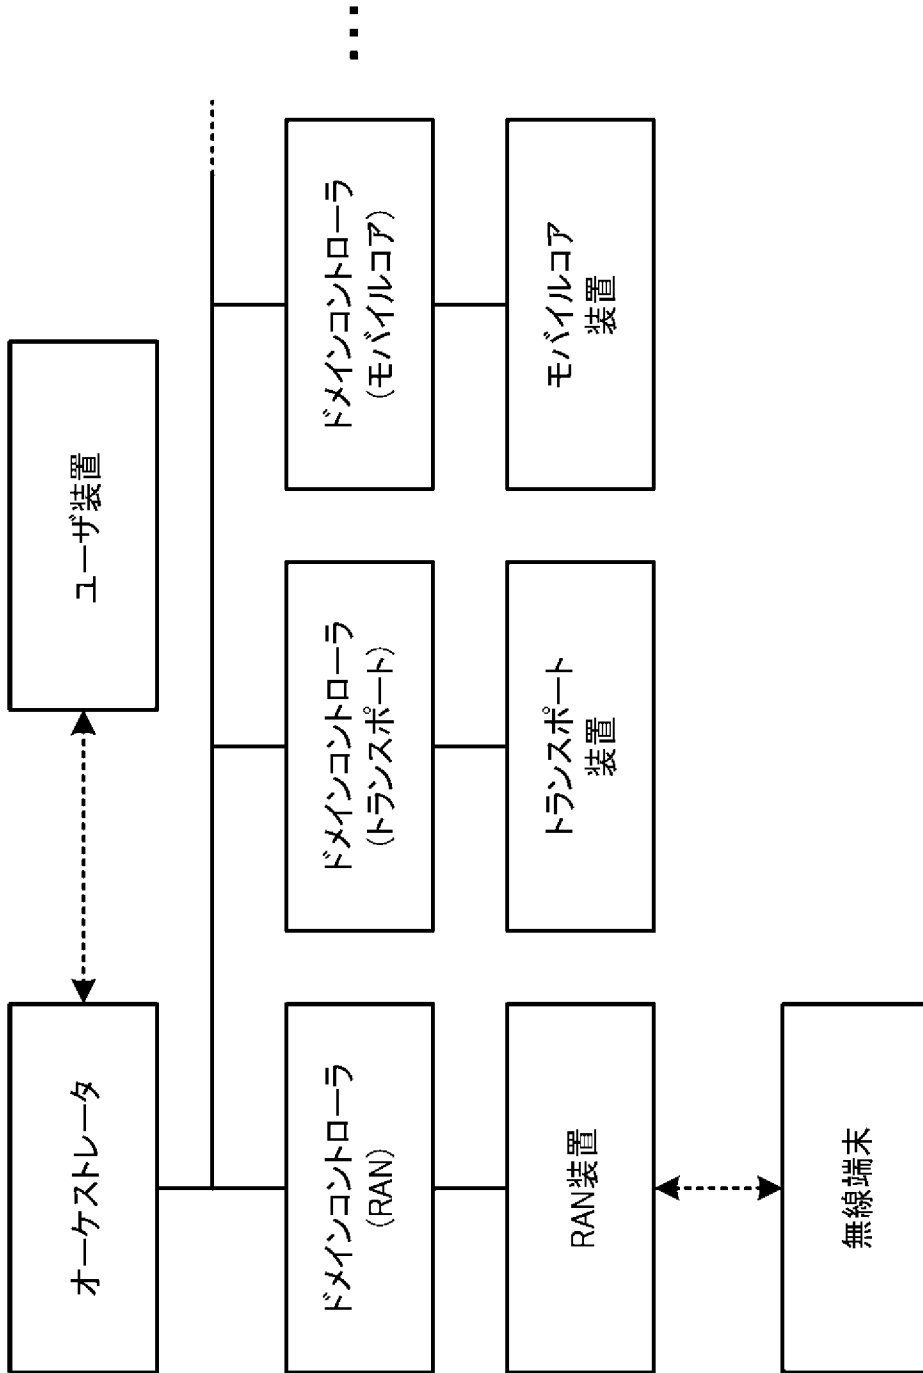 オーケストレータ
ユーザ装置
ドメインコントローラ
(RAN)
ドメインコントローラ
(トランスポート)
ドメインコントローラ
(モバイルコア)
RAN装置
トランスポート
装置
モバイルコア
装置
無線端末